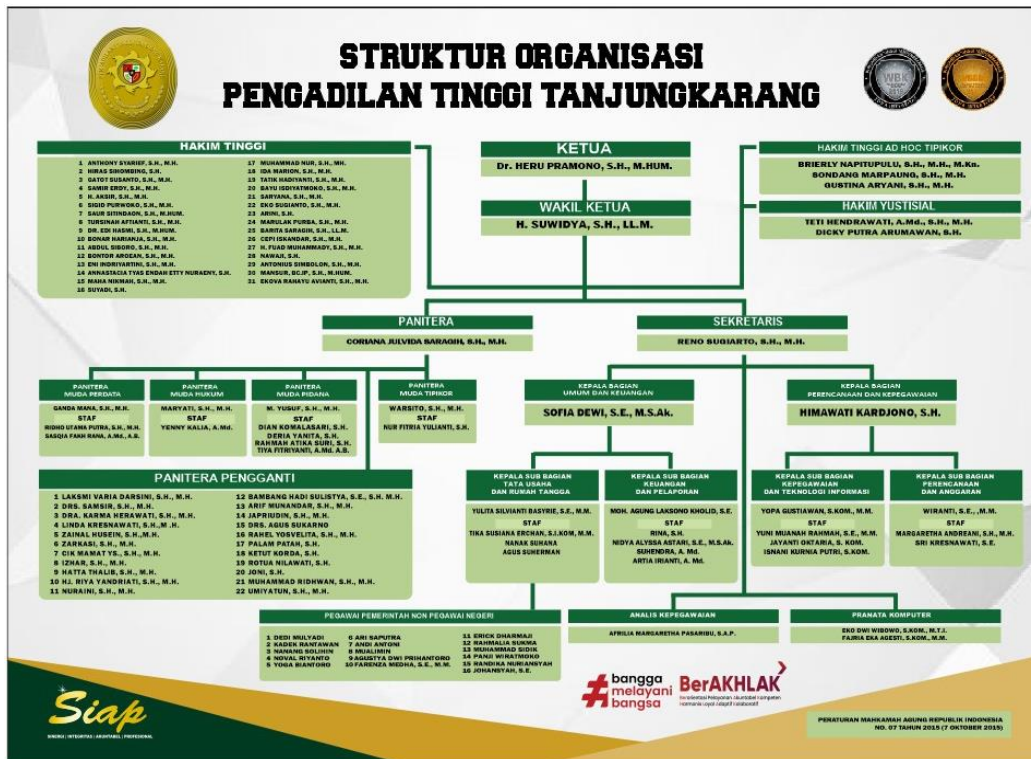 STRUKTUR ORGANISASI
PENGADILAN TINGGI TANJUNGKARANG
WBK
HAKIM TINGGI
1 ANTHONY SYARIEF, S.H., M.H.
2 HIRAS SIHOMBING, S.H.
3 GATOT SUSANTO, S.H., M.H.
4 SAMIR ERDY, S.H., M.H.
5 H. AKSIR, S.H., M.H.
6 SIGID PURWOKO, S.H., M.H.
7 SAUR SITINDAON, S.H., M.HUM.
8 TURSINAH AFTIANTI, S.H., M.H.
9 DR. EDI HASMI, S.H., M.HUM.
10 BONAR HARIANJA, S.H., M.H.
11 ABDUL SIBORO, S.H., M.H.
12 BONTOR AROEAN, S.H., M.H.
13 ENI INDRIYARTINI, S.H., M.H.
14 ANNASTACIA TYAS ENDAH ETTY NURAENY, S.H.
15 MAHA NIKMAH, S.H., M.H.
16 SUYADI, S.H.
17 MUHAMMAD NUR, S.H., MH.
18 IDA MARION, S.H., M.H.
19 TATIK HADIYANTI, S.H., M.H.
20 BAYU ISDIYATMOKO, S.H., M.H.
21 SARYANA, S.H., M.H.
22 EKO SUGIANTO, S.H., M.H.
23 ARINI, S.H.
24 MARULAK PURBA, S.H., M.H.
25 BARITA SARAGIH, S.H., LL.M.
26 CEPI ISKANDAR, S.H., M.H.
27 H. FUAD MUHAMMADY, S.H., M.H.
28 NAWAJI, S.H.
29 ANTONIUS SIMBOLON, S.H., M.H.
30 MANSUR, BC.IP, S.H., M.HUM.
31 EKOVA RAHAYU AVIANTI, S.H., M.H.
KETUA
Dr. HERU PRAMONO, S.H., M.HUM.
WAKIL KETUA
H. SUWIDYA, S.H., LL.M.
HAKIM TINGGI AD HOC TIPIKOR
BRIERLY NAPITUPULU, S.H., M.H., M.Kn.
BONDANG MARPAUNG, S.H., M.H.
GUSTINA ARYANI, S.H., M.H.
HAKIM YUSTISIAL
TETI HENDRAWATI, A.Md., S.H., M.H.
DICKY PUTRA ARUMAWAN, S.H.
PANITERA
CORIANA JULVIDA SARAGIH, S.H., M.H.
SEKRETARIS
RENO SUGIARTO, S.H., M.H.
PANITERA
MUDA PERDATA
GANDA MANA, S.H., M.H.
STAF
RIDHO UTAMA PUTRA, S.H., M.H.
SASQIA FAKH RANA, A.Md., A.B.
PANITERA
MUDA HUKUM
MARYATI, S.H., M.H.
STAF
YENNY KALIA, A.Md.
PANITERA
MUDA PIDANA
M. YUSUF, S.H., M.H.
STAF
DIAN KOMALASARI, S.H.
DERIA YANITA, S.H.
RAHMAH ATIKA SURI, S.H.
TIYA FITRIYANTI, A.Md. A.B.
PANITERA
MUDA TIPIKOR
WARSITO, S.H., M.H.
STAF
NUR FITRIA YULIANTI, S.H.
KEPALA BAGIAN
UMUM DAN KEUANGAN
SOFIA DEWI, S.E., M.S.Ak.
KEPALA BAGIAN
PERENCANAAN DAN KEPEGAWAIAN
HIMAWATI KARDJONO, S.H.
PANITERA PENGGANTI
1 LAKSMI VARIA DARSINI, S.H., M.H.
2 DRS. SAMSIR, S.H., M.H.
3 DRA. KARMA HERAWATI, S.H., M.H.
4 LINDA KRESNAWATI, S.H.,M .H.
5 ZAINAL HUSEIN, S.H.,M.H.
6 ZARKASI, S.H., M.H.
7 CIK MAMAT YS., S.H., M.H.
8 IZHAR, S.H., M.H.
9 HATTA THALIB, S.H., M.H.
10 HJ. RIYA YANDRIATI, S.H., M.H.
11 NURAINI, S.H., M.H.
12 BAMBANG HADI SULISTYA, S.E., S.H. M.H.
13 ARIF MUNANDAR, S.H., M.H.
14 JAPRIUDIN, S.H., M.H.
15 DRS. AGUS SUKARNO
16 RAHEL YOSVELITA, S.H., M.H.
17 PALAM PATAH, S.H.
18 KETUT KORDA, S.H.
19 ROTUA NILAWATI, S.H.
20 JONI, S.H.
21 MUHAMMAD RIDHWAN, S.H., M.H.
22 UMIYATUN, S.H., M.H.
KEPALA SUB BAGIAN
TATA USAHA
DAN RUMAH TANGGA
YULITA SILVIANTI BASYRIE, S.E., M.M.
STAF
TIKA SUSIANA ERCHAN, S.I.KOM, M.M.
NANAK SUHANA
AGUS SUHERMAN
KEPALA SUB BAGIAN
KEUANGAN
DAN PELAPORAN
MOH. AGUNG LAKSONO KHOLID, S.E.
STAF
RINA, S.H.
NIDYA ALYSSA ASTARI, S.E., M.S.Ak.
SUHENDRA, A. Md.
ARTIA IRIANTI, A. Md.
KEPALA SUB BAGIAN
KEPEGAWAIAN
DAN TEKNOLOGI INFORMASI
YOPA GUSTIAWAN, S.KOM., M.M.
STAF
YUNI MUANAH RAHMAH, S.E., M.M.
JAYANTI OKTARIA, S. KOM.
ISNANI KURNIA PUTRI, S.KOM.
KEPALA SUB BAGIAN
PERENCANAAN
DAN ANGGARAN
WIRANTI, S.E., .M.M.
STAF
MARGARETHA ANDREANI, S.H., M.H.
SRI KRESNAWATI, S.E.
PEGAWAI PEMERINTAH NON PEGAWAI NEGERI
1 DEDI MULYADI
2 KADEK RANTAWAN
3 NANANG SOLIHIN
4 NOVAL RIYANTO
5 YOGA BIANTORO
6 ARI SAPUTRA
7 ANDI ANTONI
8 MUALIMIN
9 AGUSTYA DWI PRIHANTORO
10 FARENZA MEDHA, S.E., M.M.
11 ERICK DHARMAJI
12 RAHMALIA SUKMA
13 MUHAMMAD SIDIK
14 PANJI WIRATMOKO
15 RANDIKA NURIANSYAH
16 JOHANSYAH, S.E.
ANALIS KEPEGAWAIAN
AFRILIA MARGARETHA PASARIBU, S.A.P.
PRANATA KOMPUTER
EKO DWI WIBOWO, S.KOM., M.T.I.
FAJRIA EKA AGESTI, S.KOM., M.M.
Siap
SINERGI | INTEGRITAS | AKUNTABEL | PROFESIONAL
#bangga
melayani
bangsa
BerAKHLAK
Berorientasi Pelayanan Akuntabel Kompeten
Harmonis Loyal Adaptif Kolaboratif
PERATURAN MAHKAMAH AGUNG REPUBLIK INDONESIA
NO. 07 TAHUN 2015 (7 OKTOBER 2015)